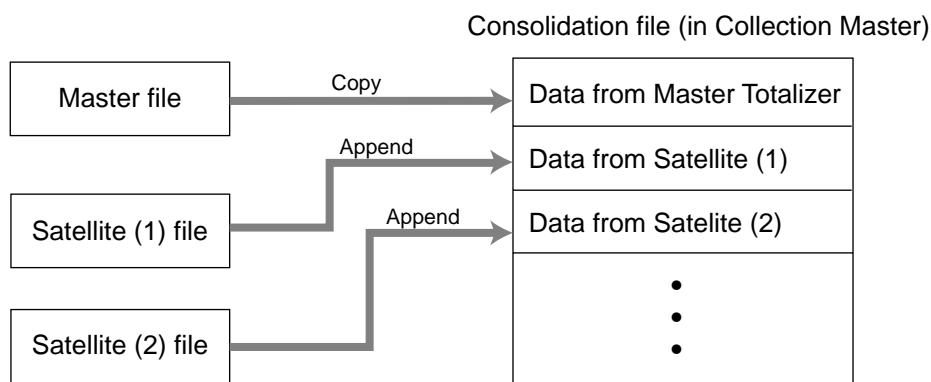 Consolidation file (in Collection Master)
Master file
Copy
Data from Master Totalizer
Append
Data from Satellite (1)
Satellite (1) file
Append
Data from Satelite (2)
Satellite (2) file